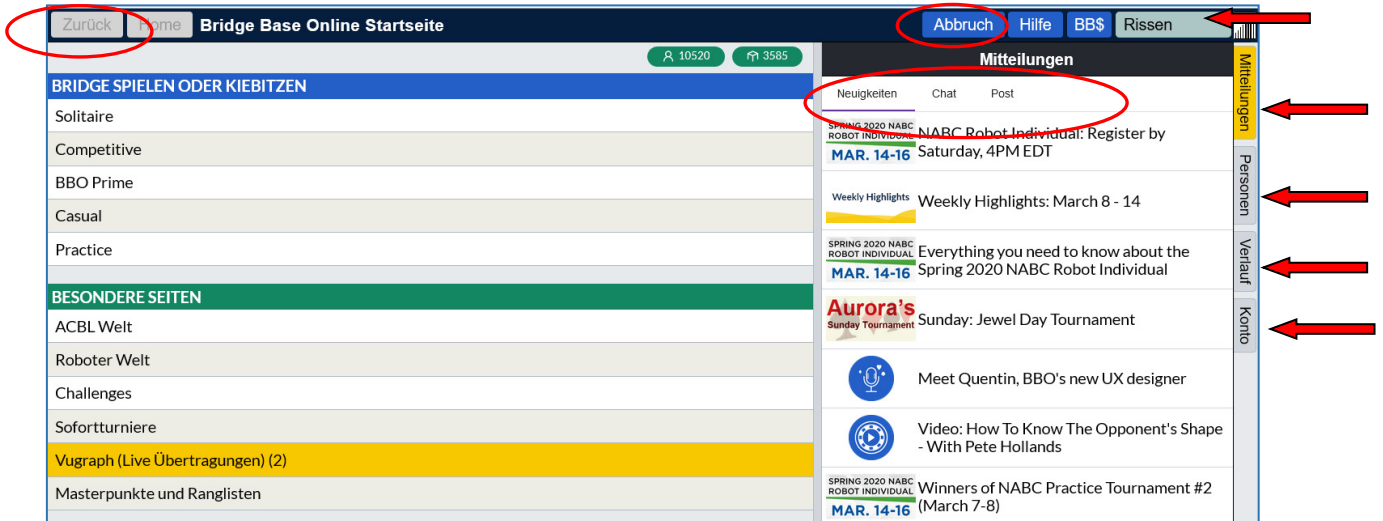 Zurück Home Bridge Base Online Startseite Abbruch Hilfe BB$ Rissen
10520 3585
BRIDGE SPIELEN ODER KIEBITZEN
Solitaire
Competitive
BBO Prime
Casual
Practice
BESONDERE SEITEN
ACBL Welt
Roboter Welt
Challenges
Sofortturniere
Vugraph (Live Übertragungen) (2)
Masterpunkte und Ranglisten
Mitteilungen
Neuigkeiten Chat Post
SPRING 2020 NABC
ROBOT INDIVIDUAL
MAR. 14-16
NABC Robot Individual: Register by
Saturday, 4PM EDT
Weekly Highlights
Weekly Highlights: March 8 - 14
SPRING 2020 NABC
ROBOT INDIVIDUAL
MAR. 14-16
Everything you need to know about the
Spring 2020 NABC Robot Individual
Aurora's
Sunday Tournament
Sunday: Jewel Day Tournament
Meet Quentin, BBO's new UX designer
Video: How To Know The Opponent's Shape
- With Pete Hollands
SPRING 2020 NABC
ROBOT INDIVIDUAL
MAR. 14-16
Winners of NABC Practice Tournament #2
(March 7-8)
Mitteilungen
Personen
Verlauf
Konto